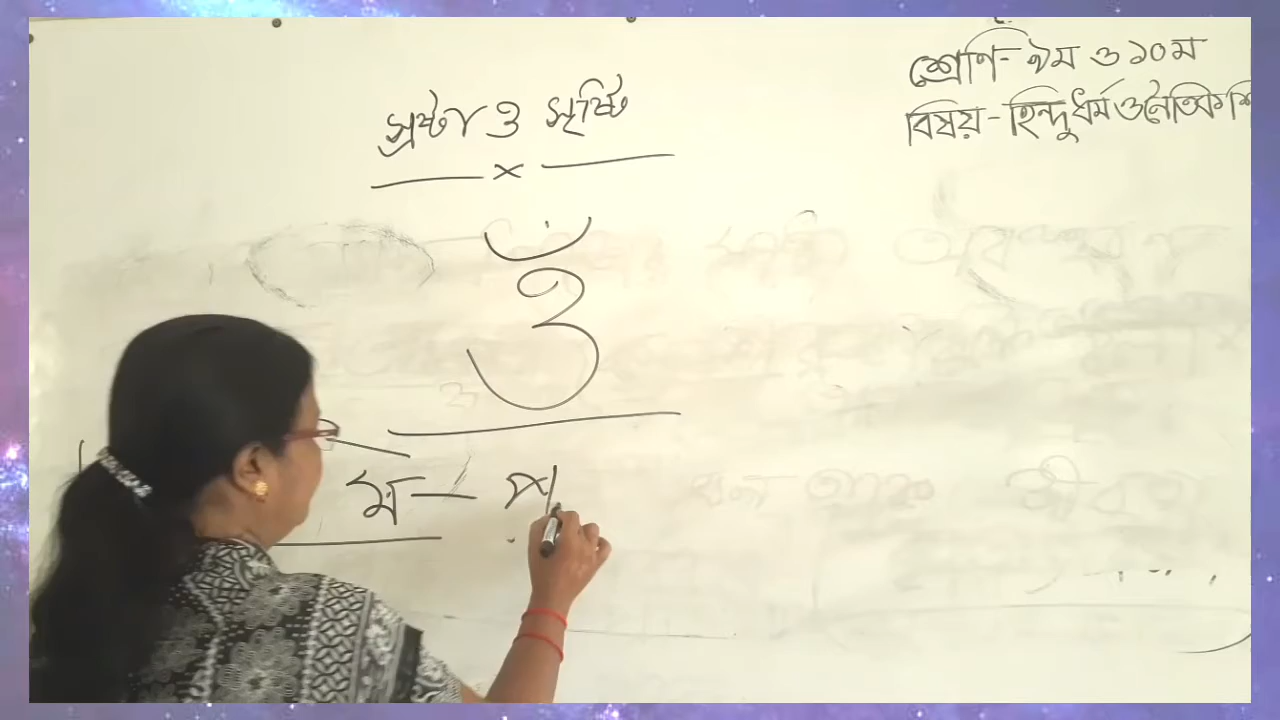 স্রষ্টা ও সৃষ্টি
শ্রেণি - ৯ম ও ১০ম
বিষয় - হিন্দুধর্ম ও নৈতিক শি
ওঁ
ম — প